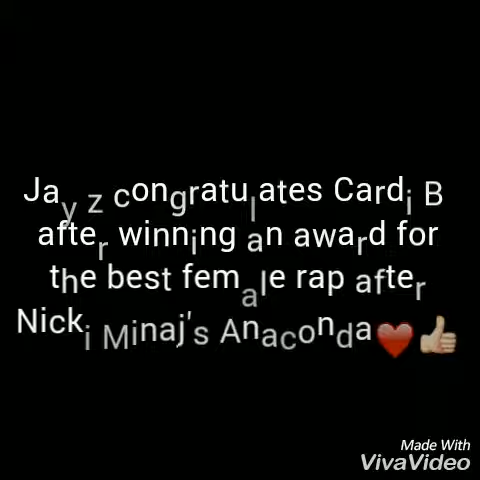 Jay z congratulates Cardi B
after winning an award for
the best female rap after
Nicki Minaj's Anaconda❤️👍🏼
Made With
VivaVideo